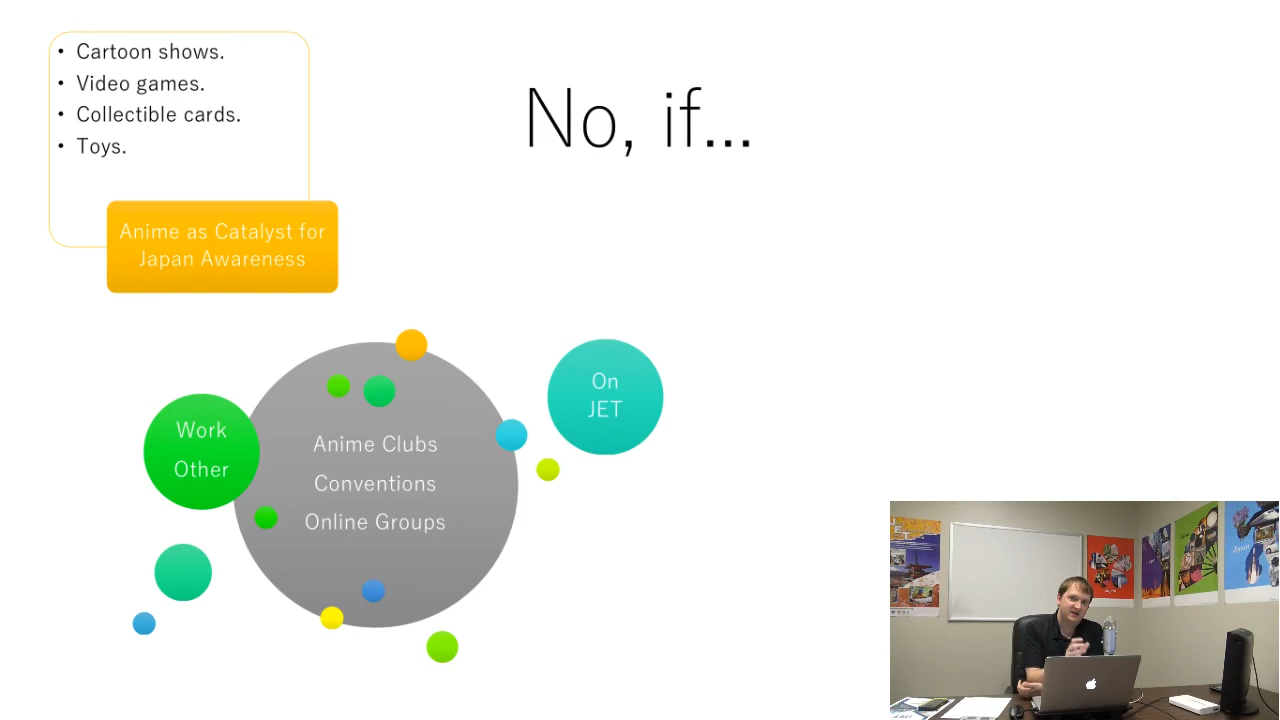 • Cartoon shows.
• Video games.
• Collectible cards.
• Toys.
No, if...
Anime as Catalyst for
Japan Awareness
On
JET
Work
Other
Anime Clubs
Conventions
Online Groups